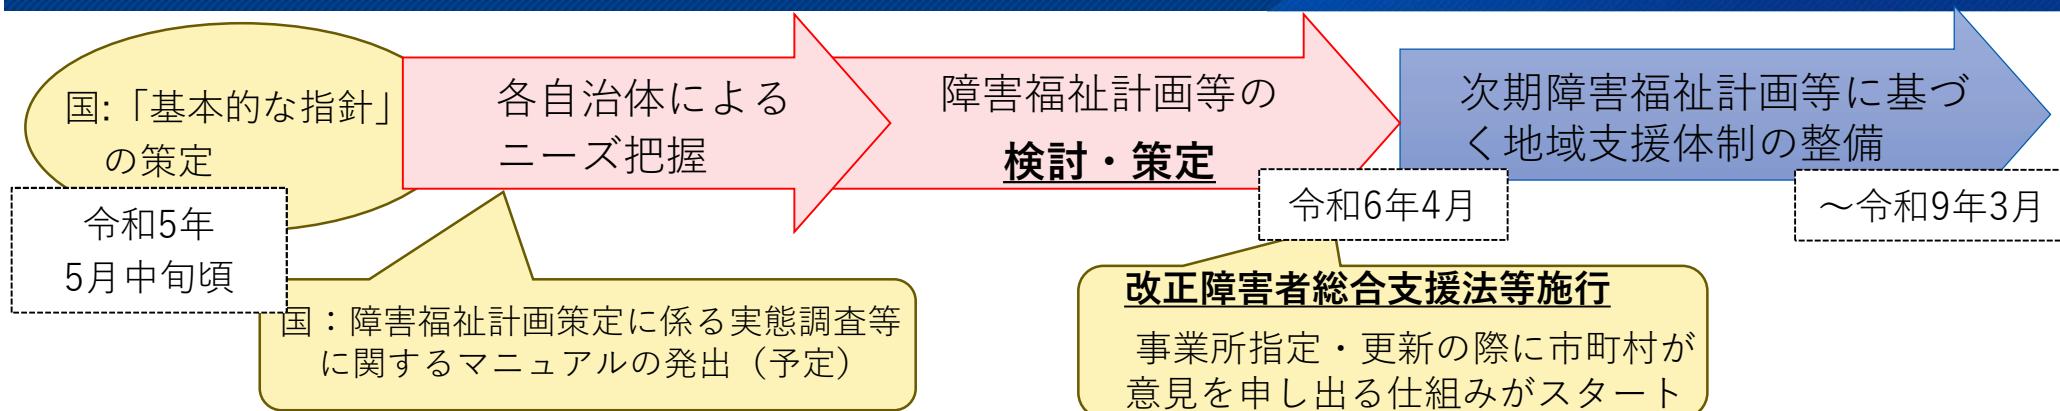 国:「基本的な指針」
の策定
令和5年
5月中旬頃
各自治体による
ニーズ把握
国：障害福祉計画策定に係る実態調査等
に関するマニュアルの発出（予定）
障害福祉計画等の
検討・策定
令和6年4月
改正障害者総合支援法等施行
事業所指定・更新の際に市町村が
意見を申し出る仕組みがスタート
次期障害福祉計画等に基づ
く地域支援体制の整備
～令和9年3月